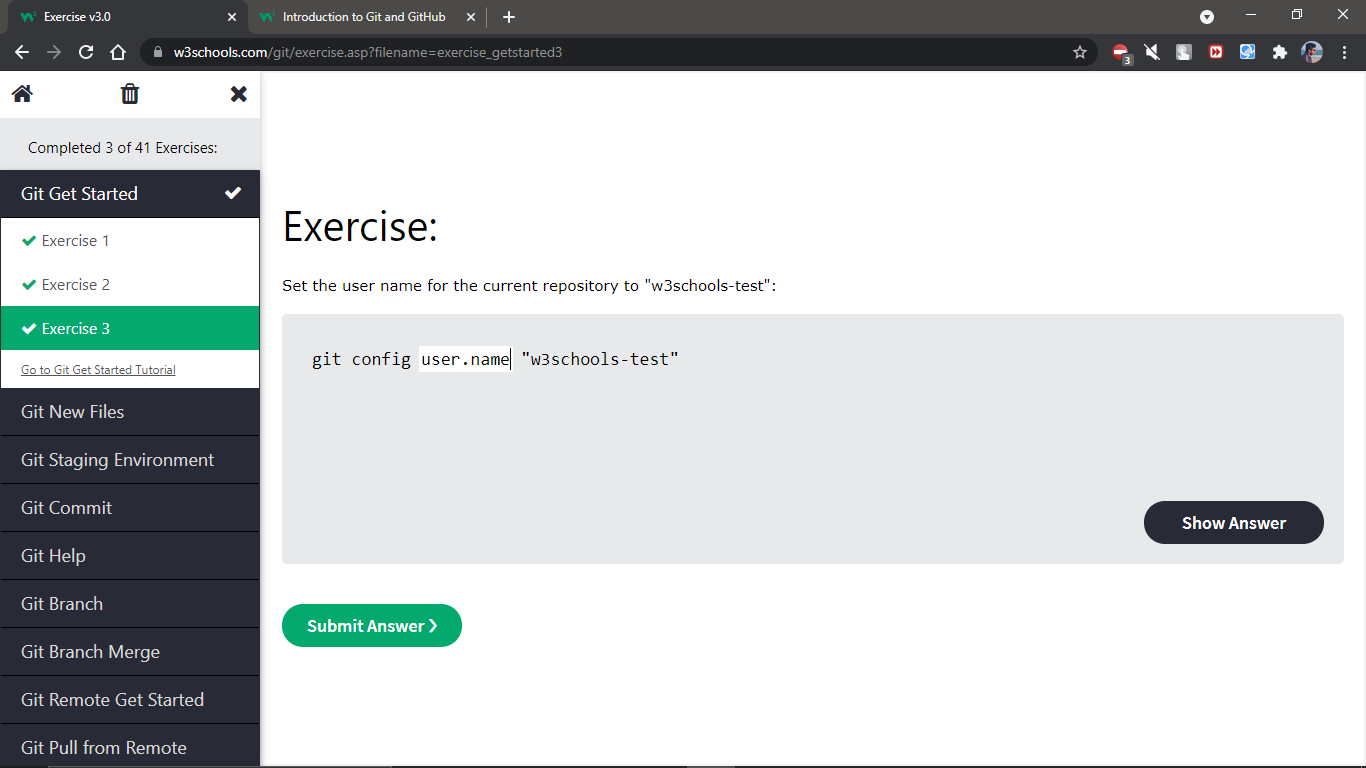 Exercise v3.0
Introduction to Git and GitHub
w3schools.com/git/exercise.asp?filename=exercise_getstarted3
3
Completed 3 of 41 Exercises:
Git Get Started
Exercise 1
Exercise 2
Exercise 3
Go to Git Get Started Tutorial
Git New Files
Git Staging Environment
Git Commit
Git Help
Git Branch
Git Branch Merge
Git Remote Get Started
Git Pull from Remote
Exercise:
Set the user name for the current repository to "w3schools-test":
git config user.name "w3schools-test"
Show Answer
Submit Answer ❯